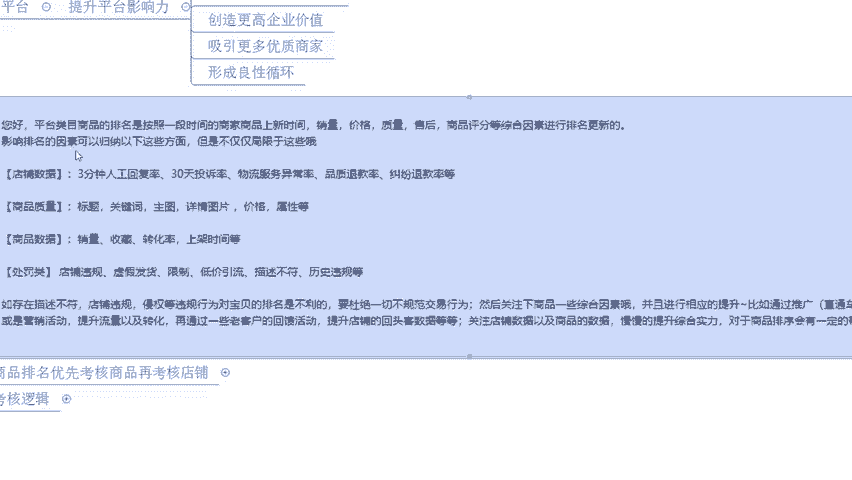 平台
提升平台影响力
创造更高企业价值
吸引更多优质商家
形成良性循环
您好，平台类目商品的排名是按照一段时间的商家商品上新时间，销量，价格，质量，售后，商品评分等综合因素进行排名更新的。
影响排名的因素可以归纳以下这些方面，但是不仅仅局限于这些哦
【店铺数据】：3分钟人工回复率、30天投诉率、物流服务异常率、品质退款率、纠纷退款率等
【商品质量】：标题，关键词，主图，详情图片 ，价格，属性等
【商品数据】：销量、收藏、转化率，上架时间等
【处罚类】 店铺违规、虚假发货、限制、低价引流、描述不符、历史违规等
如存在描述不符，店铺违规，侵权等违规行为对宝贝的排名是不利的，要杜绝一切不规范交易行为；然后关注下商品一些综合因素哦，并且进行相应的提升~比如通过推广（直通
或是营销活动，提升流量以及转化，再通过一些老客户的回馈活动，提升店铺的回头客数据等等；关注店铺数据以及商品的数据，慢慢的提升综合实力，对于商品排序会有一定的
商品排名优先考核商品再考核店铺
考核逻辑